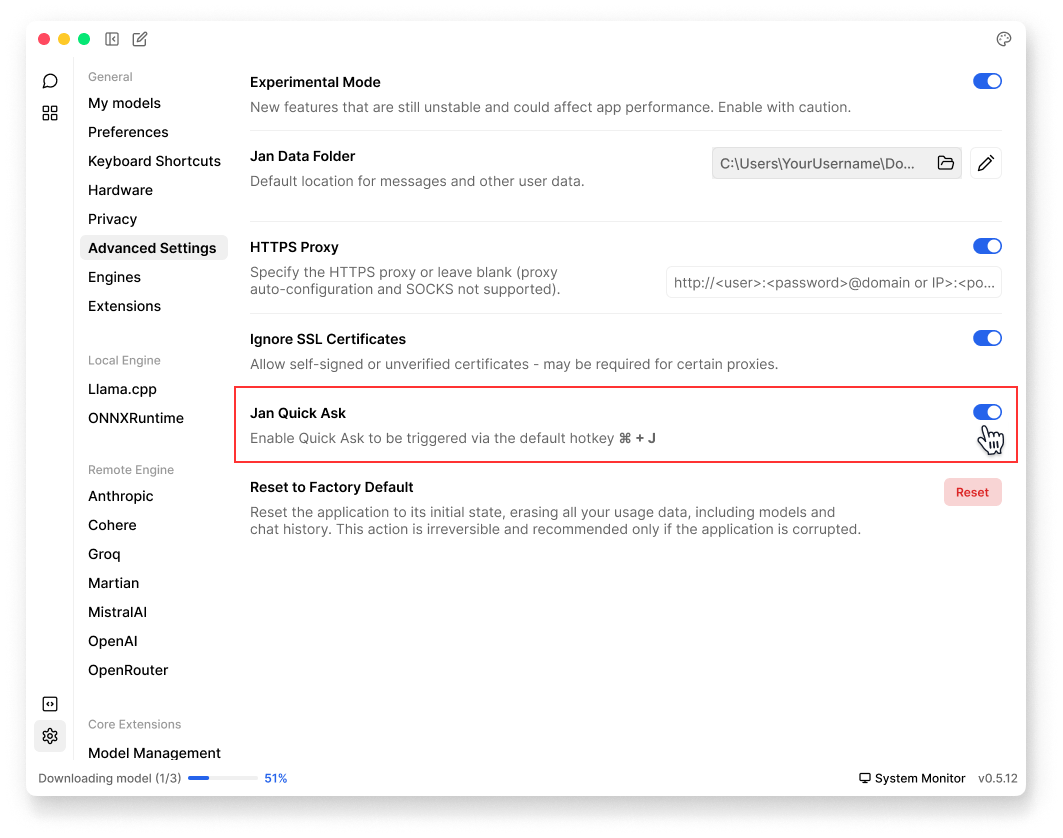 General
My models
Preferences
Keyboard Shortcuts
Hardware
Privacy
Advanced Settings
Engines
Extensions
Local Engine
Llama.cpp
ONNXRuntime
Remote Engine
Anthropic
Cohere
Groq
Martian
MistralAI
OpenAI
OpenRouter
Core Extensions
Model Management
Experimental Mode
New features that are still unstable and could affect app performance. Enable with caution.
Jan Data Folder
Default location for messages and other user data.
C:\Users\YourUsername\Do...
HTTPS Proxy
Specify the HTTPS proxy or leave blank (proxy
auto-configuration and SOCKS not supported).
http://<user>:<password>@domain or IP>:<po...
Ignore SSL Certificates
Allow self-signed or unverified certificates - may be required for certain proxies.
Jan Quick Ask
Enable Quick Ask to be triggered via the default hotkey ⌘ + J
Reset to Factory Default
Reset the application to its initial state, erasing all your usage data, including models and
chat history. This action is irreversible and recommended only if the application is corrupted.
Reset
Downloading model (1/3) 51%
System Monitor v0.5.12